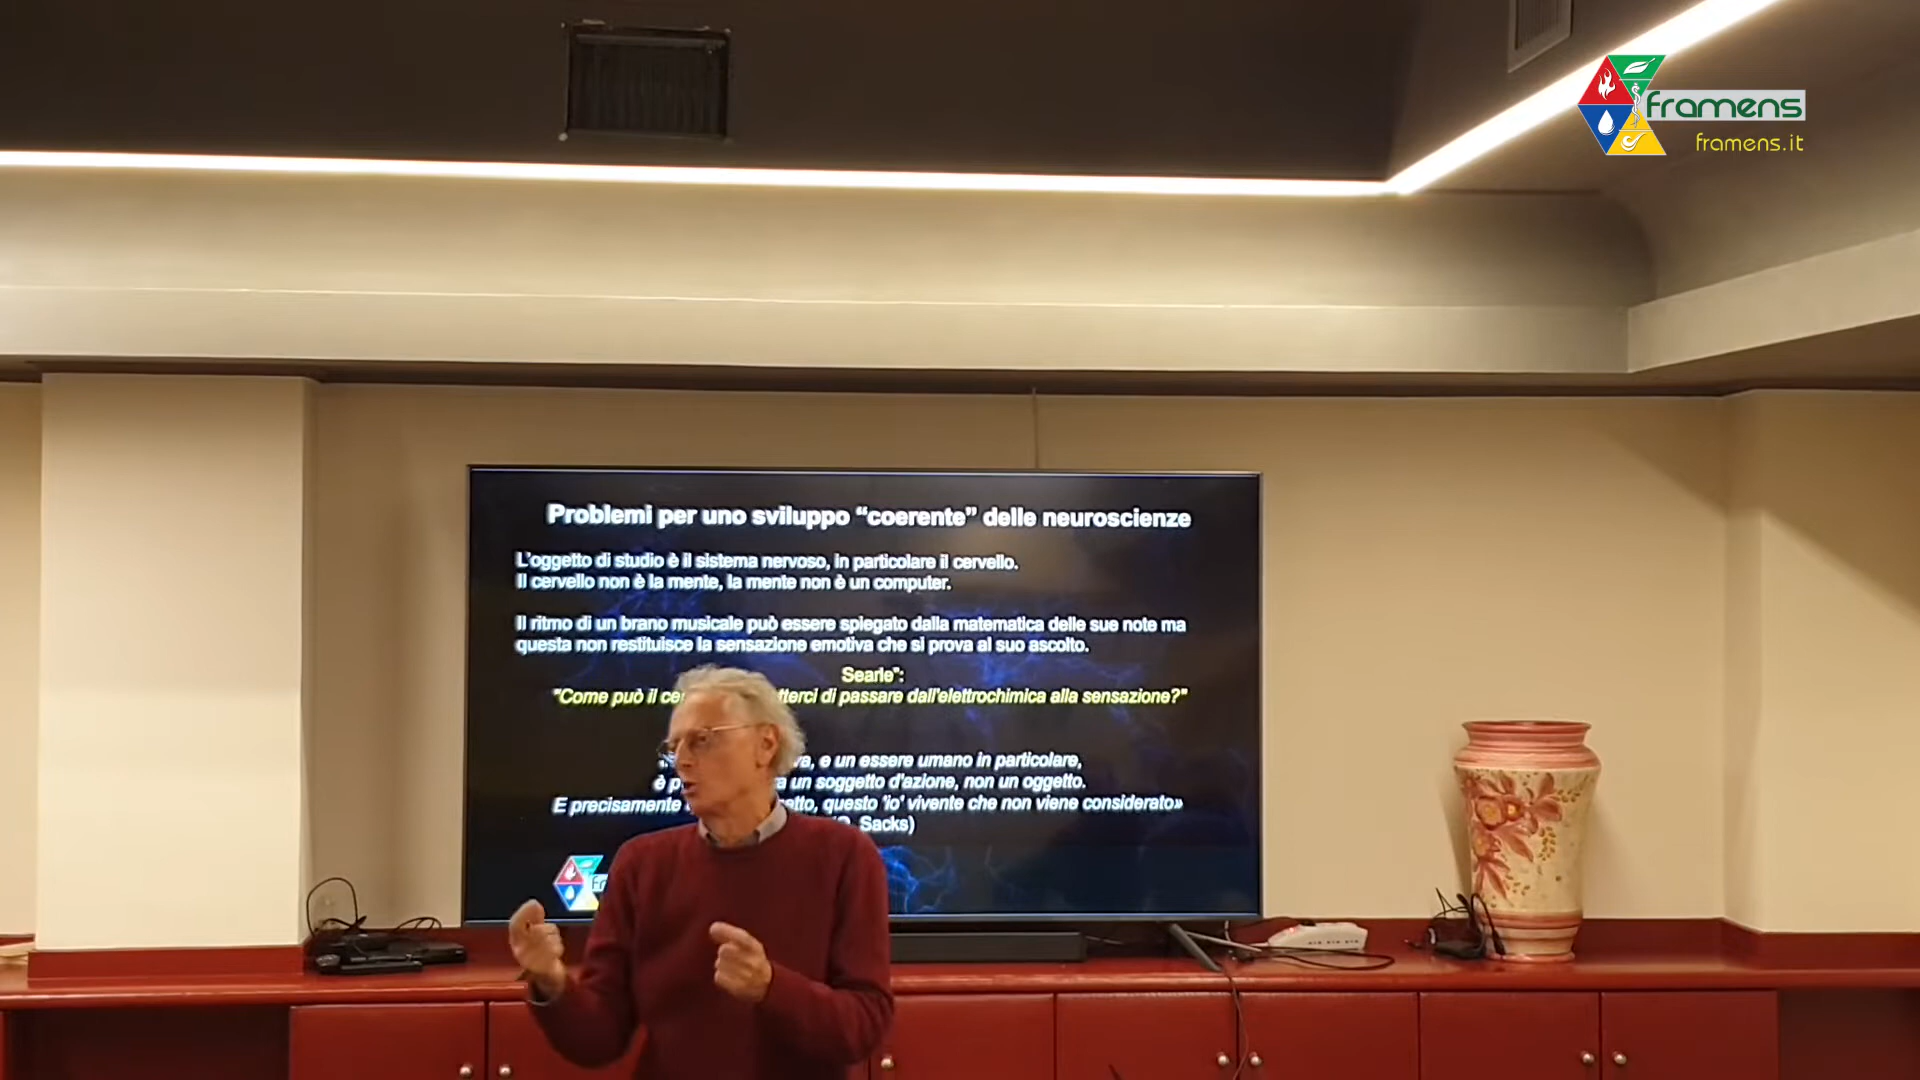 framens
framens.it
Problemi per uno sviluppo “coerente” delle neuroscienze
L'oggetto di studio è il sistema nervoso, in particolare il cervello.
Il cervello non è la mente, la mente non è un computer.
Il ritmo di un brano musicale può essere spiegato dalla matematica delle sue note ma
questa non restituisce la sensazione emotiva che si prova al suo ascolto.
Searle":
"Come può il di passare dall'elettrochimica alla sensazione?"
e un essere umano in particolare,
è un soggetto d'azione, non un oggetto.
E precisamente questo 'io' vivente che non viene considerato»
Sacks)